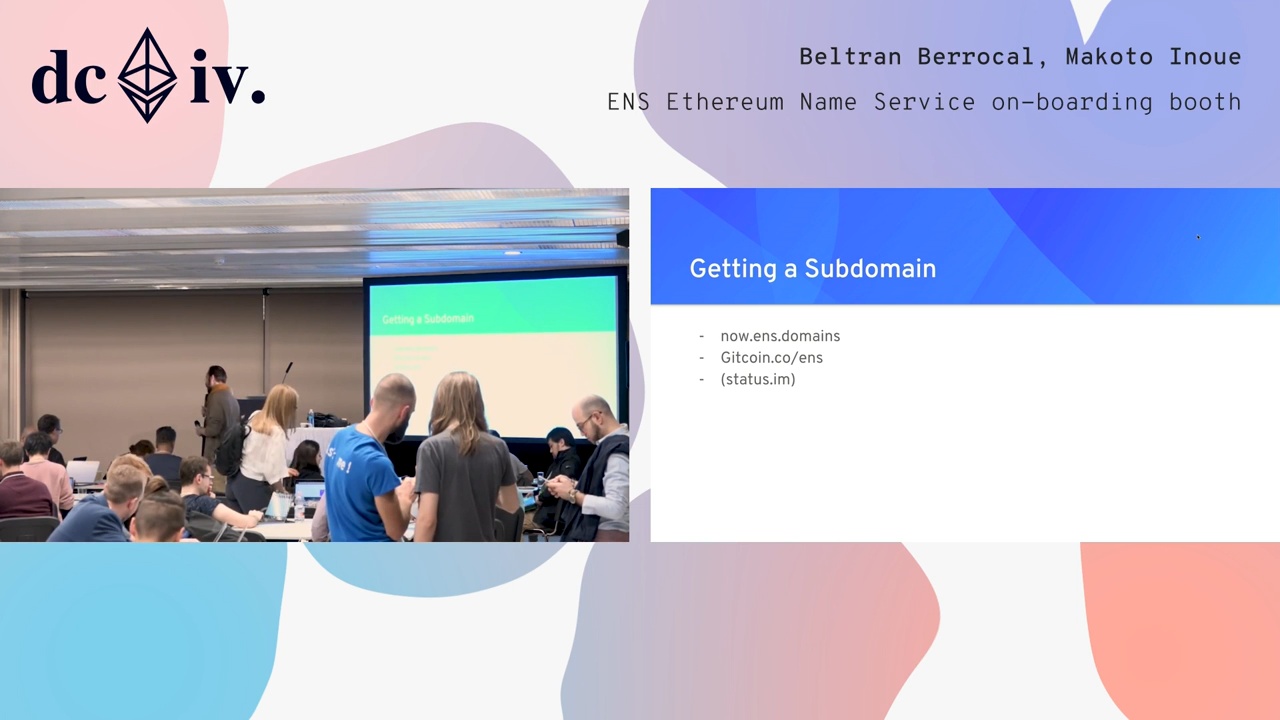 dc iv.
Beltran Berrocal, Makoto Inoue
ENS Ethereum Name Service on-boarding booth
Getting a Subdomain
Getting a Subdomain
- now.ens.domains
- Gitcoin.co/ens
- (status.im)